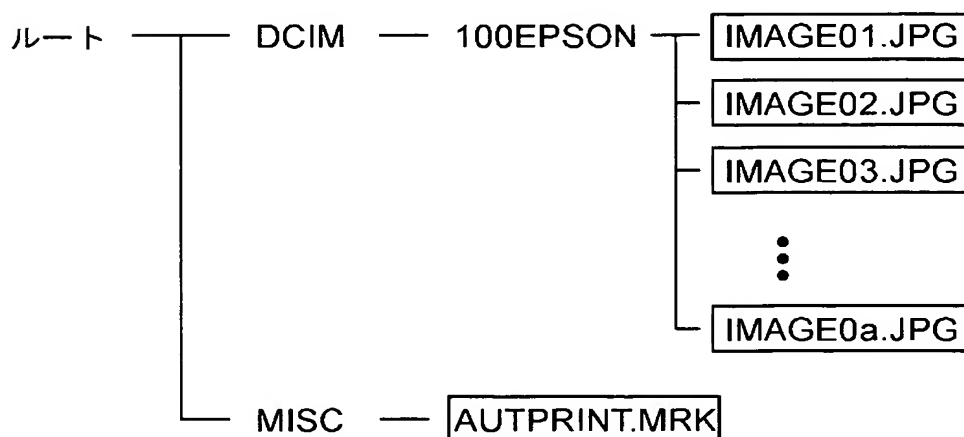 ルート DCIM 100EPSON IMAGE01.JPG
IMAGE02.JPG
IMAGE03.JPG
IMAGE0a.JPG
MISC AUTPRINT.MRK